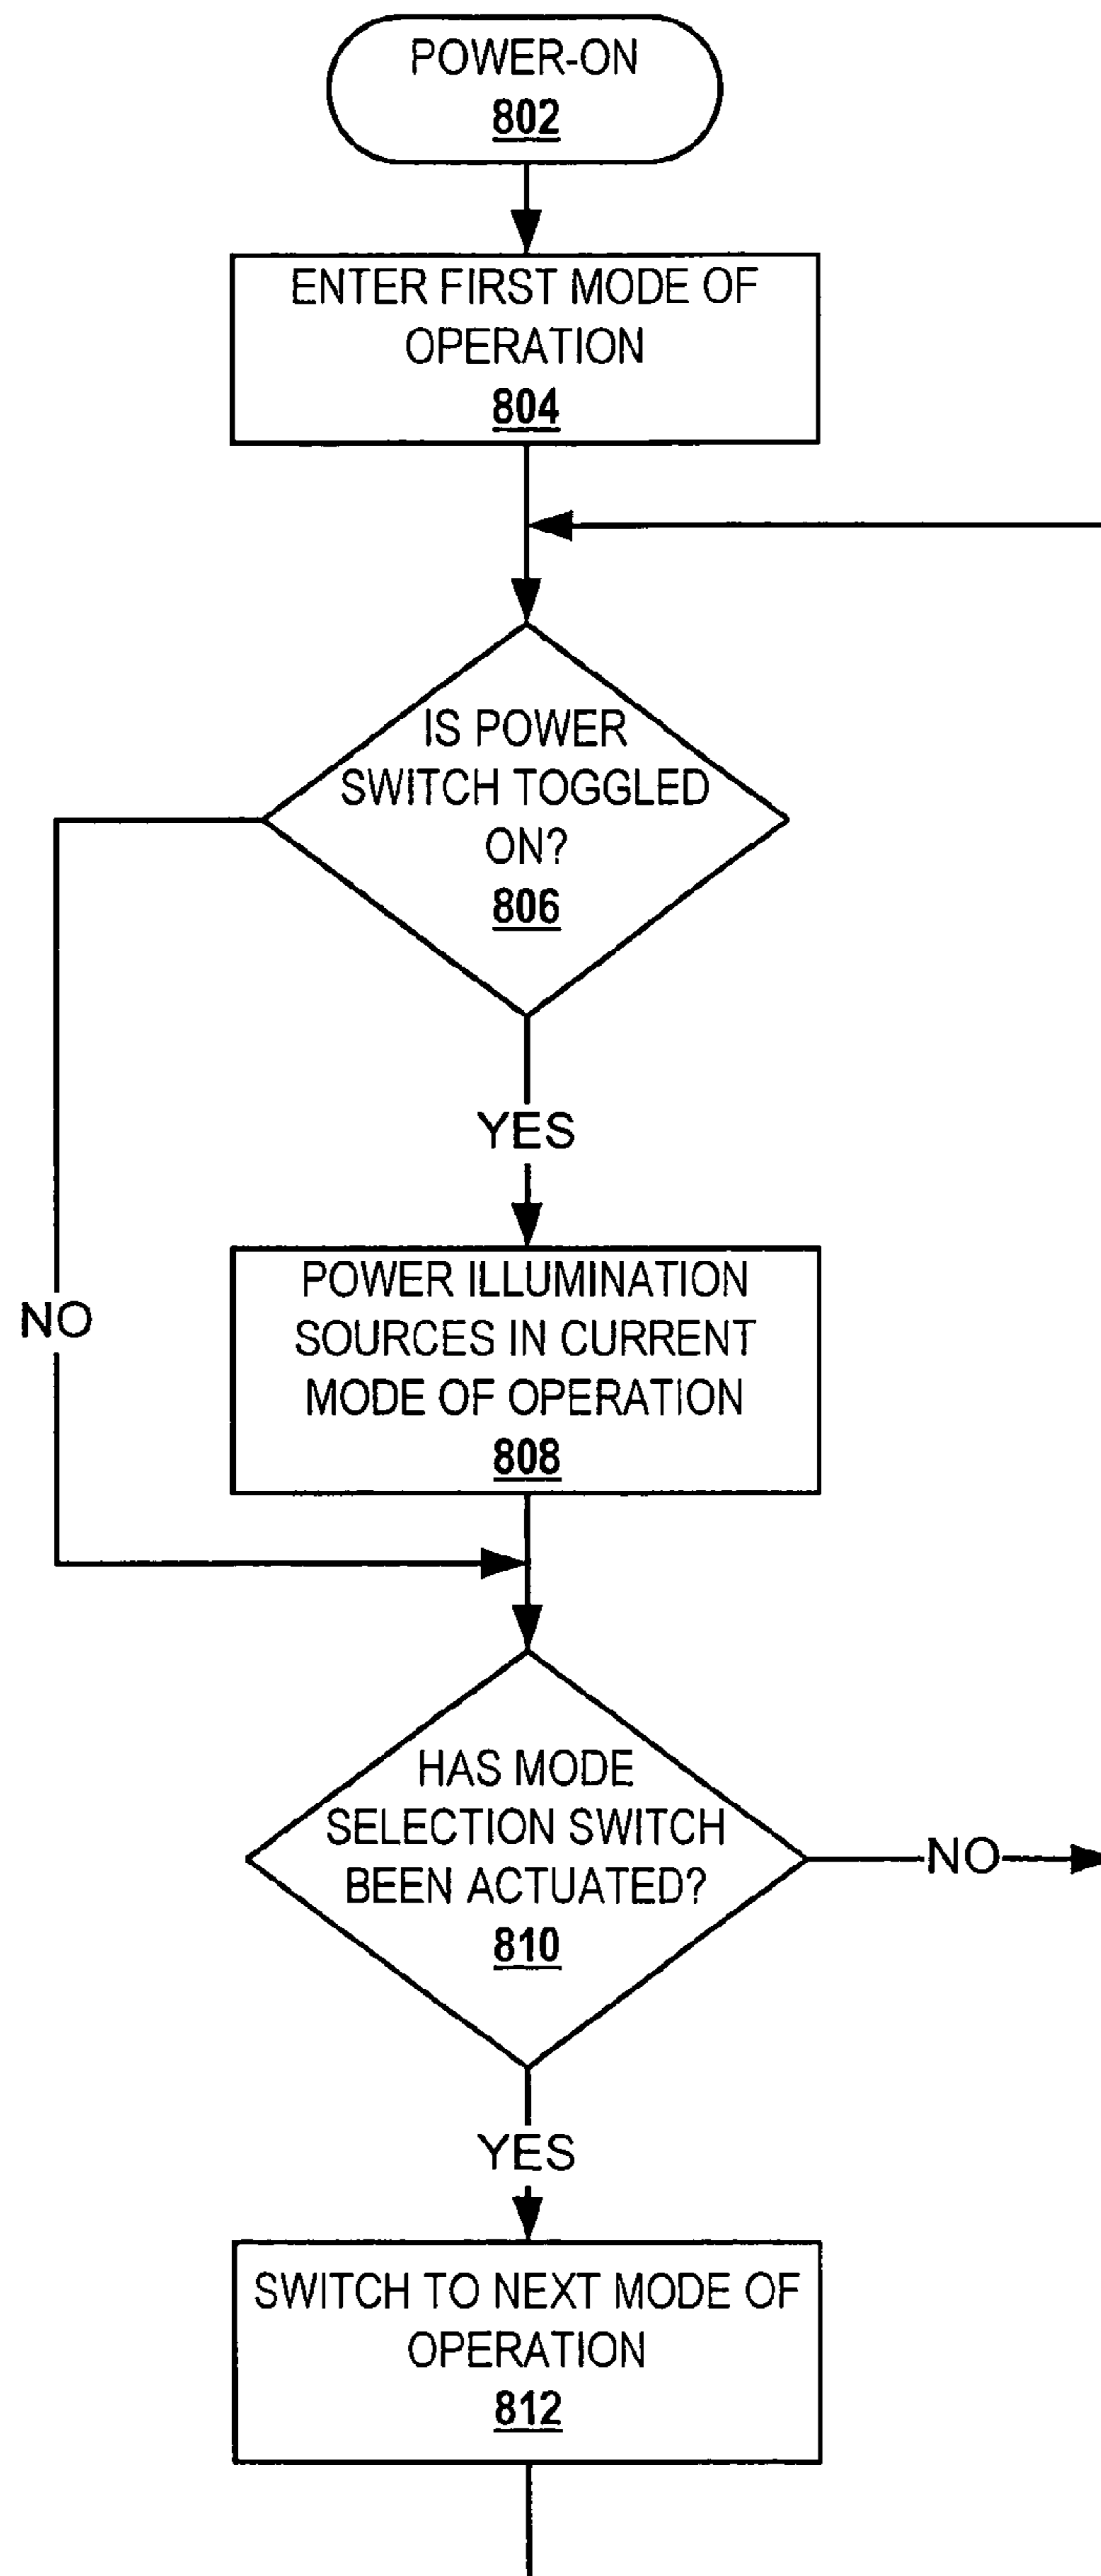 POWER-ON
802
ENTER FIRST MODE OF
OPERATION
804
IS POWER
SWITCH TOGGLED
ON?
806
YES
NO
POWER ILLUMINATION
SOURCES IN CURRENT
MODE OF OPERATION
808
HAS MODE
SELECTION SWITCH
BEEN ACTUATED?
810
NO
YES
SWITCH TO NEXT MODE OF
OPERATION
812